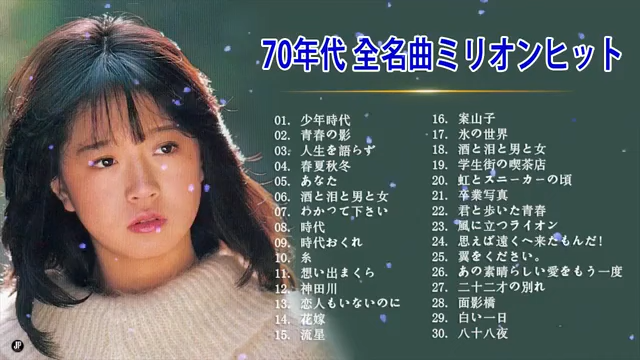 70年代 全名曲ミリオンヒット
01. 少年時代
02. 青春の影
03. 人生を語らず
04. 春夏秋冬
05. あなた
06. 酒と泪と男と女
07. わかって下さい
08. 時代
09. 時代おくれ
10. 糸
11. 想い出まくら
12. 神田川
13. 恋人もいないのに
14. 花嫁
15. 流星
16. 案山子
17. 氷の世界
18. 酒と泪と男と女
19. 学生街の喫茶店
20. 虹とスニーカーの頃
21. 卒業写真
22. 君と歩いた青春
23. 風に立つライオン
24. 思えば遠くへ来たもんだ!
25. 翼をください。
26. あの素晴らしい愛をもう一度
27. 二十二才の別れ
28. 面影橋
29. 白い一日
30. 八十八夜